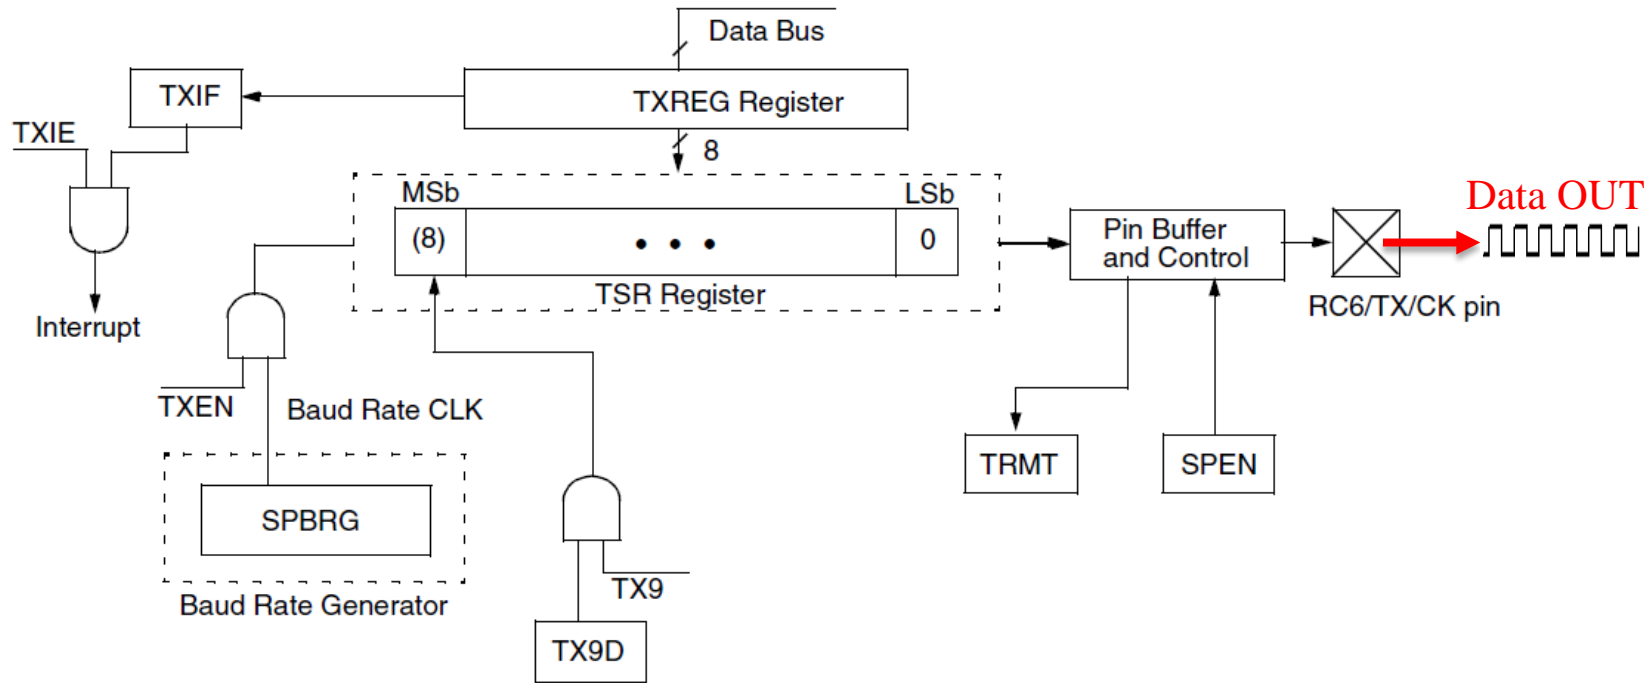 Data Bus
TXIF
TXREG Register
TXIE
8
MSb
LSb
Data OUT
(8)
• • •
0
Pin Buffer
and Control
TSR Register
RC6/TX/CK pin
Interrupt
TXEN
Baud Rate CLK
TRMT
SPEN
SPBRG
TX9
Baud Rate Generator
TX9D